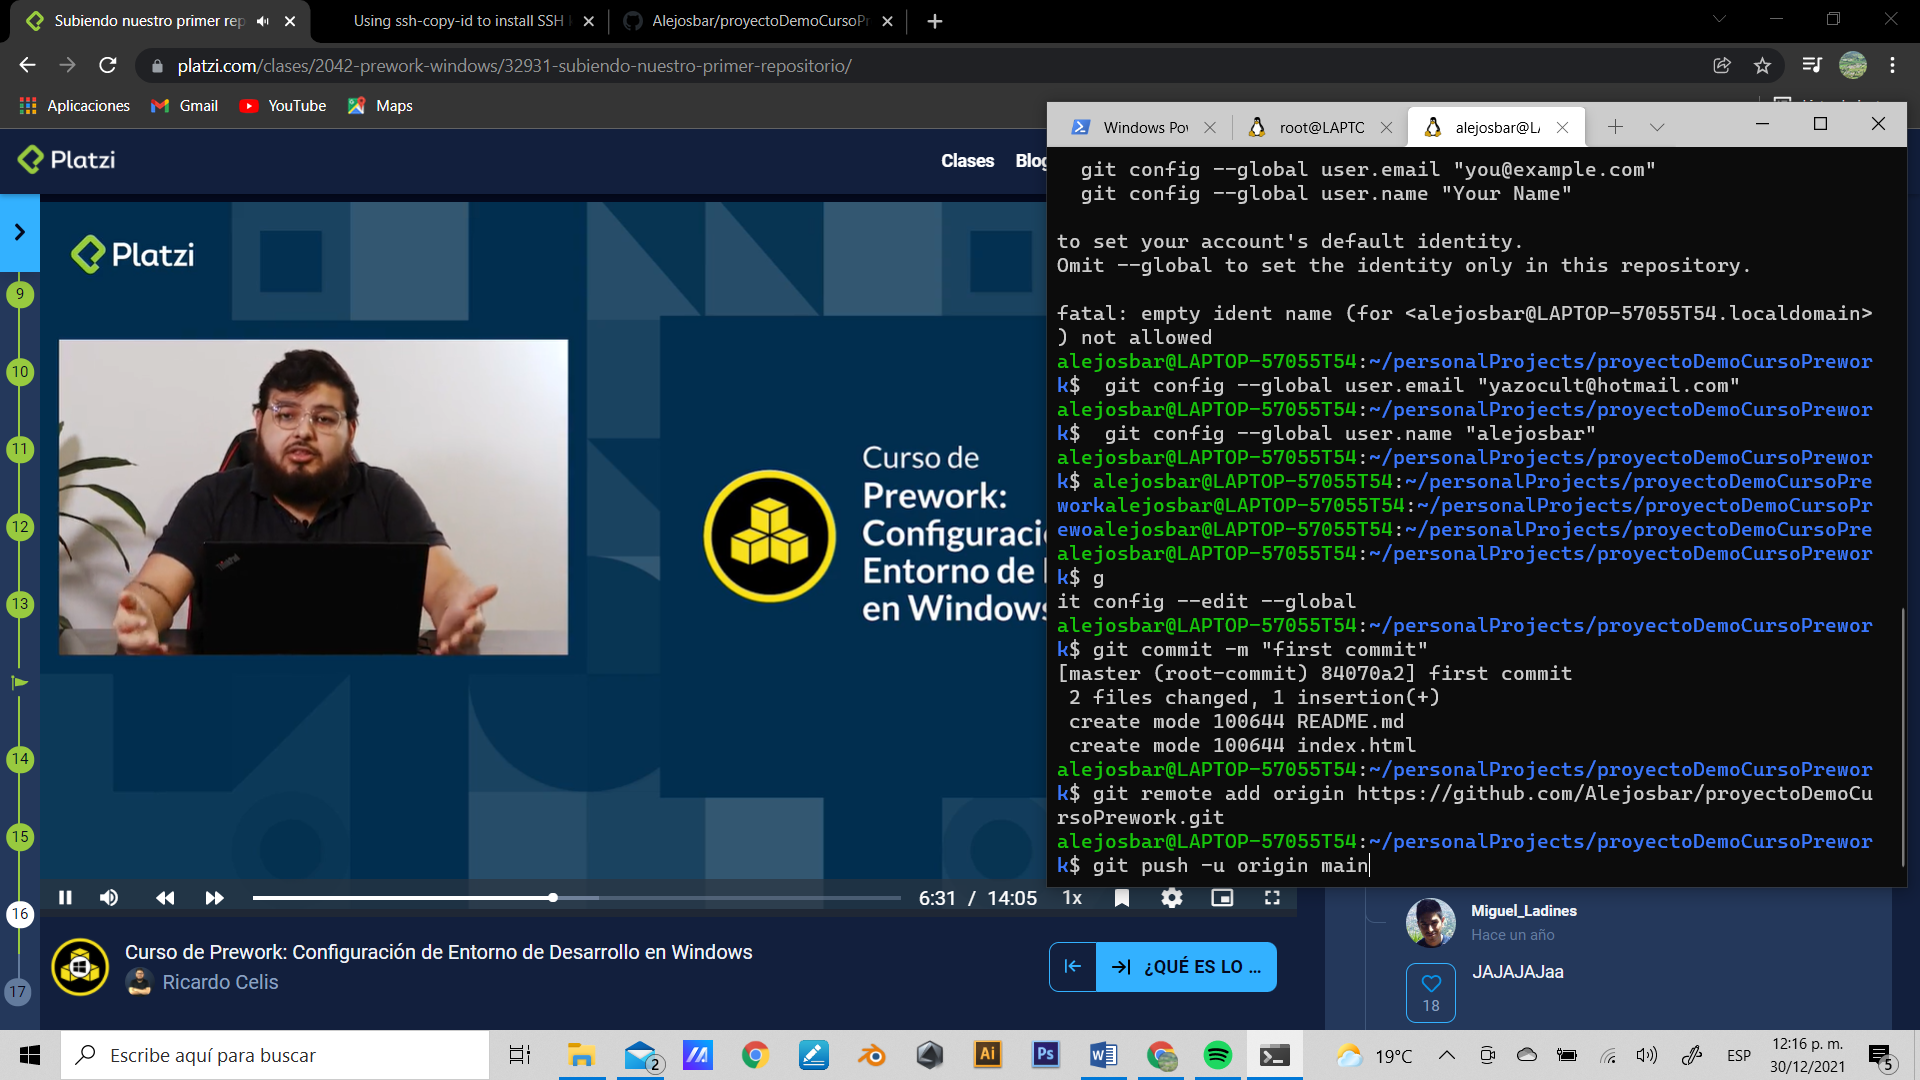 Subiendo nuestro primer rep
Using ssh-copy-id to install SSH
Alejosbar/proyectoDemoCursoPr
platzi.com/clases/2042-prework-windows/32931-subiendo-nuestro-primer-repositorio/
Aplicaciones
Gmail
YouTube
Maps
Platzi
Clases
Blog
Windows Pov
root@LAPTC
alejosbar@L
9
10
11
12
13
14
15
16
17
Platzi
ThinkPad
Curso de
Prework:
Configuraci
Entorno de
en Windows
git config --global user.email "you@example.com"
git config --global user.name "Your Name"
to set your account's default identity.
Omit --global to set the identity only in this repository.
fatal: empty ident name (for <alejosbar@LAPTOP-57055T54.localdomain>
) not allowed
alejosbar@LAPTOP-57055T54:~/personalProjects/proyectoDemoCursoPrewor
k$  git config --global user.email "yazocult@hotmail.com"
alejosbar@LAPTOP-57055T54:~/personalProjects/proyectoDemoCursoPrewor
k$  git config --global user.name "alejosbar"
alejosbar@LAPTOP-57055T54:~/personalProjects/proyectoDemoCursoPrewor
k$ alejosbar@LAPTOP-57055T54:~/personalProjects/proyectoDemoCursoPre
workalejosbar@LAPTOP-57055T54:~/personalProjects/proyectoDemoCursoPr
ewoalejosbar@LAPTOP-57055T54:~/personalProjects/proyectoDemoCursoPre
alejosbar@LAPTOP-57055T54:~/personalProjects/proyectoDemoCursoPrewor
k$ g
it config --edit --global
alejosbar@LAPTOP-57055T54:~/personalProjects/proyectoDemoCursoPrewor
k$ git commit -m "first commit"
[master (root-commit) 84070a2] first commit
2 files changed, 1 insertion(+)
create mode 100644 README.md
create mode 100644 index.html
alejosbar@LAPTOP-57055T54:~/personalProjects/proyectoDemoCursoPrewor
k$ git remote add origin https://github.com/Alejosbar/proyectoDemoCu
rsoPrework.git
alejosbar@LAPTOP-57055T54:~/personalProjects/proyectoDemoCursoPrewor
k$ git push -u origin main
6:31 / 14:05
1x
Curso de Prework: Configuración de Entorno de Desarrollo en Windows
Ricardo Celis
¿QUÉ ES LO ...
Miguel_Ladines
Hace un año
JAJAJAJaa
18
Escribe aquí para buscar
2
Ai
Ps
19°C
ESP
12:16 p. m.
30/12/2021
5